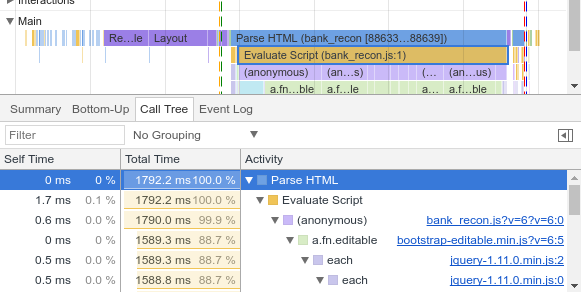 Interactions
Main
Re...le Layout Parse HTML (bank_recon [88633...88639])
Evaluate Script (bank_recon.js:1)
(anonymous) (an...s) (... (an...us)
a.fn...ble a.f...le a... a.f...ble
Summary Bottom-Up Call Tree Event Log
Filter No Grouping
Self Time Total Time Activity
0 ms 0 % 1792.2 ms 100.0 % Parse HTML
1.7 ms 0.1 % 1792.2 ms 100.0 % Evaluate Script
0.6 ms 0.0 % 1790.0 ms 99.9 % (anonymous) bank_recon.js?v=6?v=6:0
0 ms 0 % 1589.3 ms 88.7 % a.fn.editable bootstrap-editable.min.js?v=6:5
0.5 ms 0.0 % 1589.3 ms 88.7 % each jquery-1.11.0.min.js:2
0.5 ms 0.0 % 1588.8 ms 88.7 % each jquery-1.11.0.min.js:0